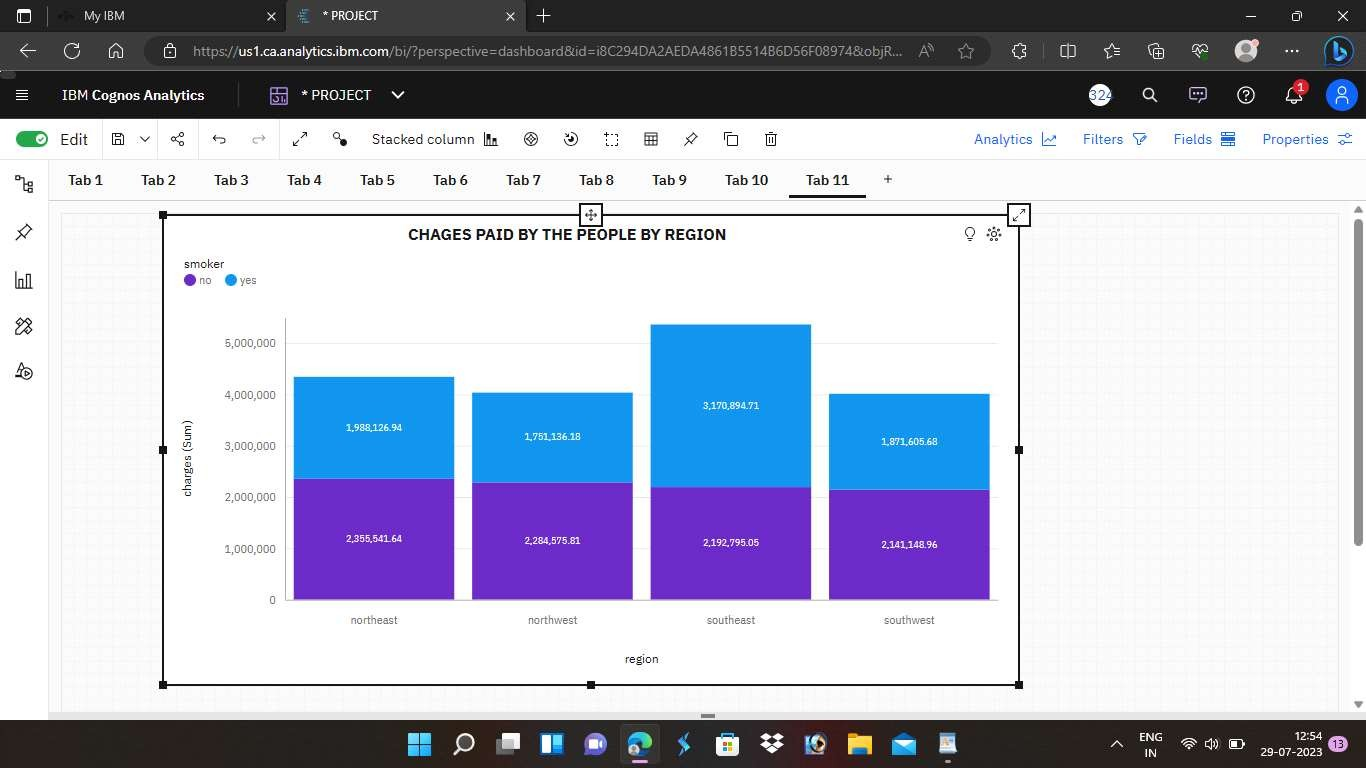 My IBM
* PROJECT
https://us1.ca.analytics.ibm.com/bi/?perspective=dashboard&id=i8C294DA2AEDA4861B5514B6D56F08974&objR...
IBM Cognos Analytics
* PROJECT
324
1
Edit
Stacked column
Analytics
Filters
Fields
Properties
Tab 1 Tab 2 Tab 3 Tab 4 Tab 5 Tab 6 Tab 7 Tab 8 Tab 9 Tab 10 Tab 11 +
CHAGES PAID BY THE PEOPLE BY REGION
smoker
no yes
charges (Sum)
5,000,000
4,000,000
3,000,000
2,000,000
1,000,000
0
3,170,894.71
1,988,126.94 1,751,136.18 1,871,605.68
2,355,541.64 2,284,575.81 2,192,795.05 2,141,148.96
northeast northwest southeast southwest
region
ENG
IN
12:54
29-07-2023
13